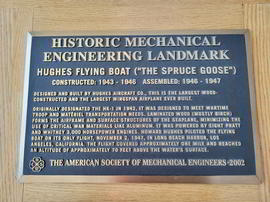 HISTORIC MECHANICAL
ENGINEERING LANDMARK
HUGHES FLYING BOAT ("THE SPRUCE GOOSE")
CONSTRUCTED: 1943 - 1946 ASSEMBLED: 1946 - 1947
DESIGNED AND BUILT BY HUGHES AIRCRAFT CO., THIS IS THE LARGEST WOOD-
CONSTRUCTED AND THE LARGEST WINGSPAN AIRPLANE EVER BUILT.
ORIGINALLY DESIGNATED THE HK-1 IN 1942, IT WAS DESIGNED TO MEET WARTIME
TROOP AND MATÉRIEL TRANSPORTATION NEEDS. LAMINATED WOOD (MOSTLY BIRCH)
FORMS THE AIRFRAME AND SURFACE STRUCTURES OF THE SEAPLANE, MINIMIZING THE
USE OF CRITICAL WAR MATERIALS LIKE ALUMINUM. IT WAS POWERED BY EIGHT PRATT
AND WHITNEY 3,000 HORSEPOWER ENGINES. HOWARD HUGHES PILOTED THE FLYING
BOAT ON ITS ONLY FLIGHT, NOVEMBER 2, 1947, IN LONG BEACH HARBOR, LOS
ANGELES, CALIFORNIA. THE FLIGHT COVERED APPROXIMATELY ONE MILE AND REACHED
AN ALTITUDE OF APPROXIMATELY 70 FEET ABOVE THE WATER'S SURFACE.
THE AMERICAN SOCIETY OF MECHANICAL ENGINEERS-2002